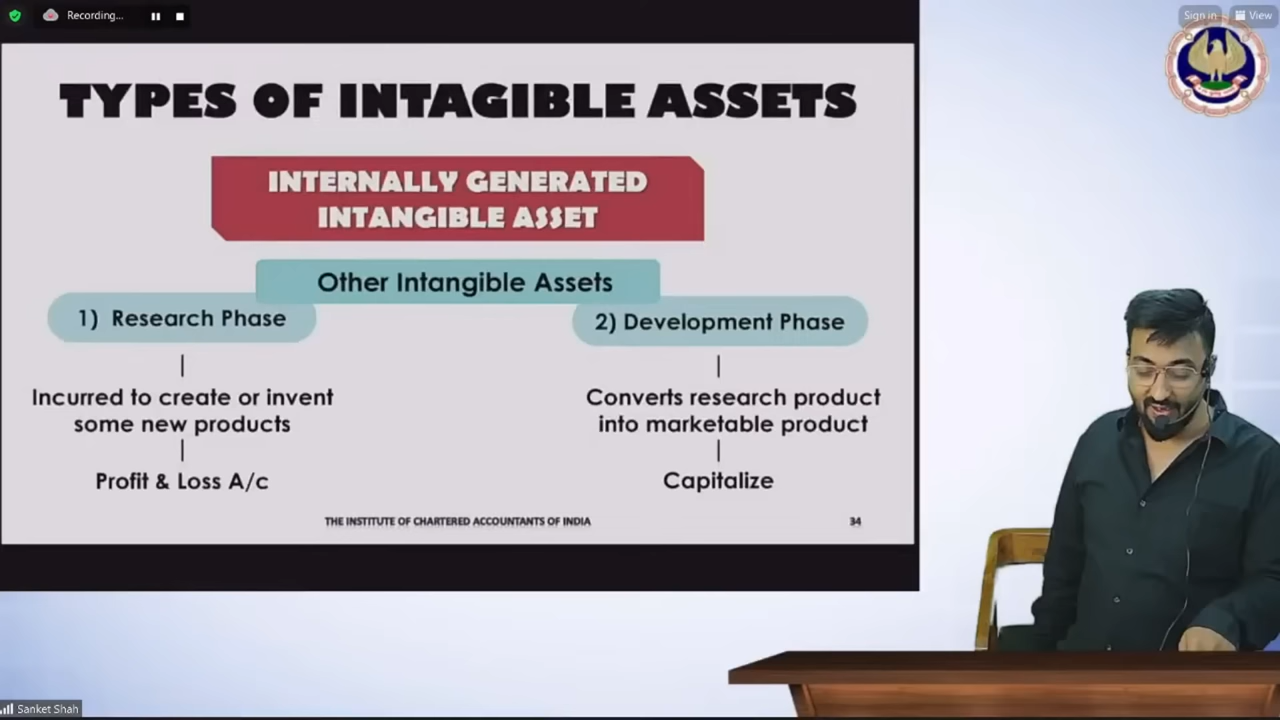 Recording...
Sign in
View
TYPES OF INTAGIBLE ASSETS
INTERNALLY GENERATED
INTANGIBLE ASSET
Other Intangible Assets
1) Research Phase
2) Development Phase
Incurred to create or invent
some new products
Converts research product
into marketable product
Profit & Loss A/c
Capitalize
THE INSTITUTE OF CHARTERED ACCOUNTANTS OF INDIA
34
Sanket Shah